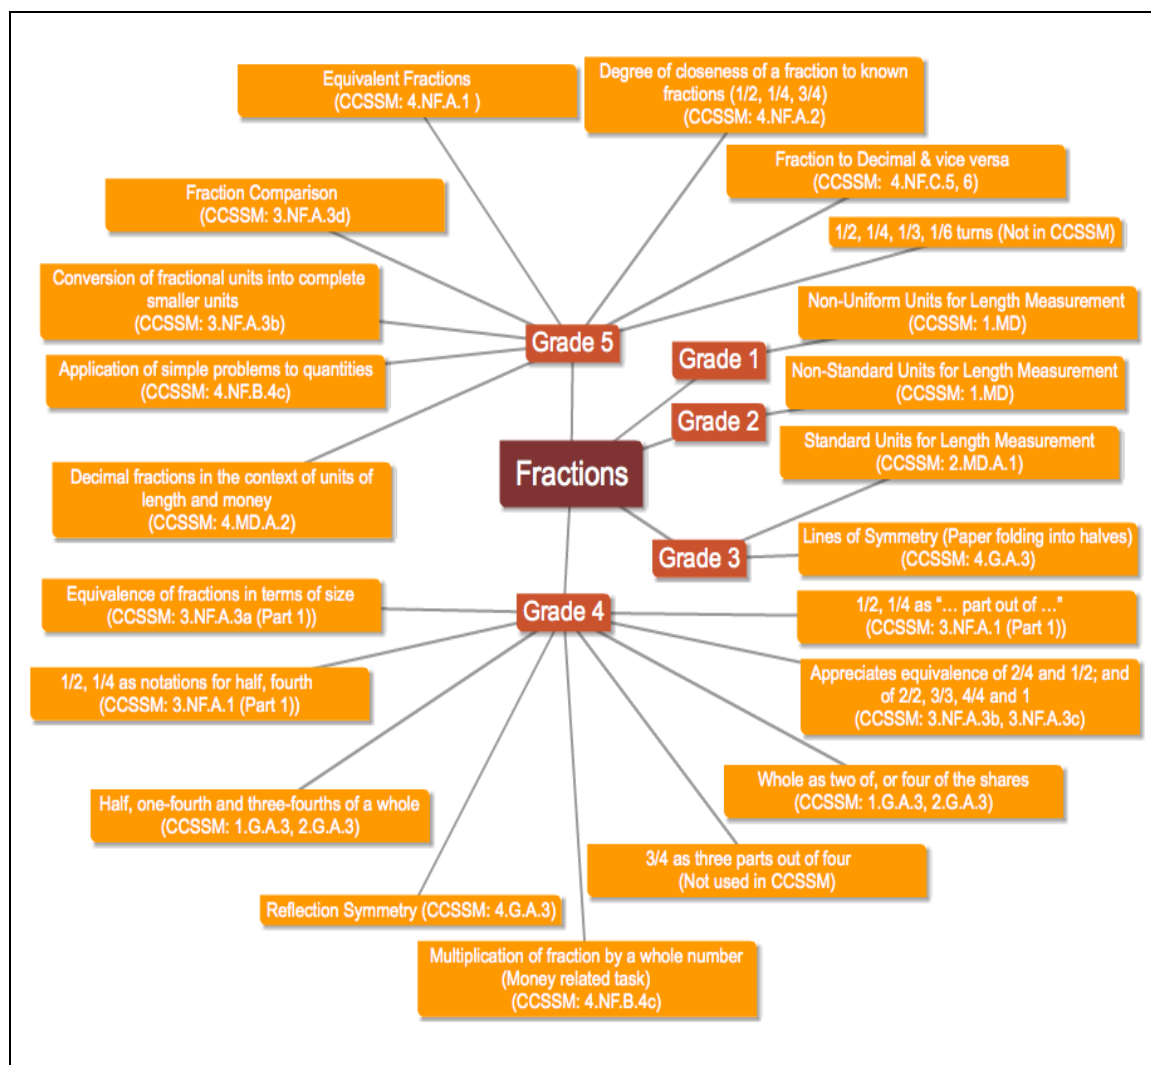 Equivalent Fractions
(CCSSM: 4.NF.A.1 )
Degree of closeness of a fraction to known
fractions (1/2, 1/4, 3/4)
(CCSSM: 4.NF.A.2)
Fraction to Decimal & vice versa
(CCSSM: 4.NF.C.5, 6)
Fraction Comparison
(CCSSM: 3.NF.A.3d)
1/2, 1/4, 1/3, 1/6 turns (Not in CCSSM)
Conversion of fractional units into complete
smaller units
(CCSSM: 3.NF.A.3b)
Non-Uniform Units for Length Measurement
(CCSSM: 1.MD)
Grade 5
Grade 1
Application of simple problems to quantities
(CCSSM: 4.NF.B.4c)
Non-Standard Units for Length Measurement
(CCSSM: 1.MD)
Grade 2
Standard Units for Length Measurement
(CCSSM: 2.MD.A.1)
Fractions
Decimal fractions in the context of units of
length and money
(CCSSM: 4.MD.A.2)
Grade 3
Lines of Symmetry (Paper folding into halves)
(CCSSM: 4.G.A.3)
Equivalence of fractions in terms of size
(CCSSM: 3.NF.A.3a (Part 1))
Grade 4
1/2, 1/4 as “... part out of ...”
(CCSSM: 3.NF.A.1 (Part 1))
1/2, 1/4 as notations for half, fourth
(CCSSM: 3.NF.A.1 (Part 1))
Appreciates equivalence of 2/4 and 1/2; and
of 2/2, 3/3, 4/4 and 1
(CCSSM: 3.NF.A.3b, 3.NF.A.3c)
Half, one-fourth and three-fourths of a whole
(CCSSM: 1.G.A.3, 2.G.A.3)
Whole as two of, or four of the shares
(CCSSM: 1.G.A.3, 2.G.A.3)
3/4 as three parts out of four
(Not used in CCSSM)
Reflection Symmetry (CCSSM: 4.G.A.3)
Multiplication of fraction by a whole number
(Money related task)
(CCSSM: 4.NF.B.4c)